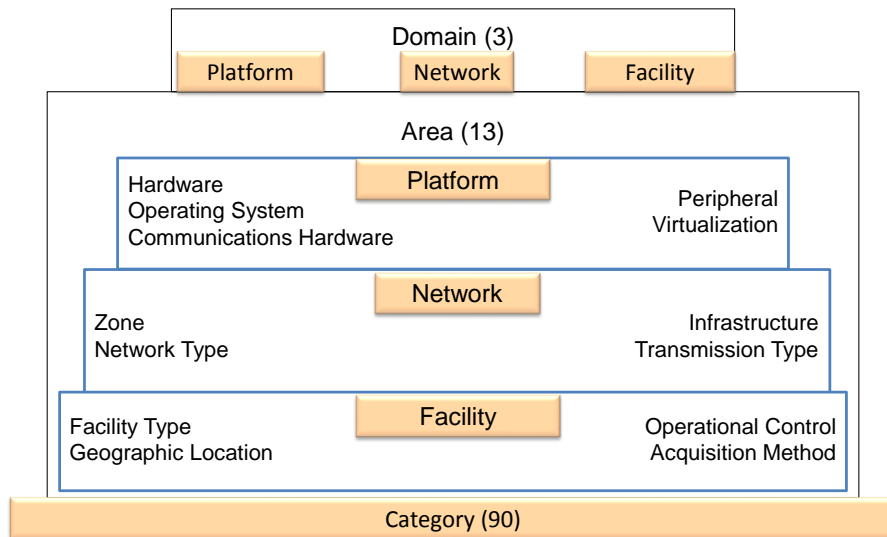 Domain (3)
Platform
Network
Facility
Area (13)
Platform
Hardware
Operating System
Communications Hardware
Peripheral
Virtualization
Network
Zone
Network Type
Infrastructure
Transmission Type
Facility
Facility Type
Geographic Location
Operational Control
Acquisition Method
Category (90)